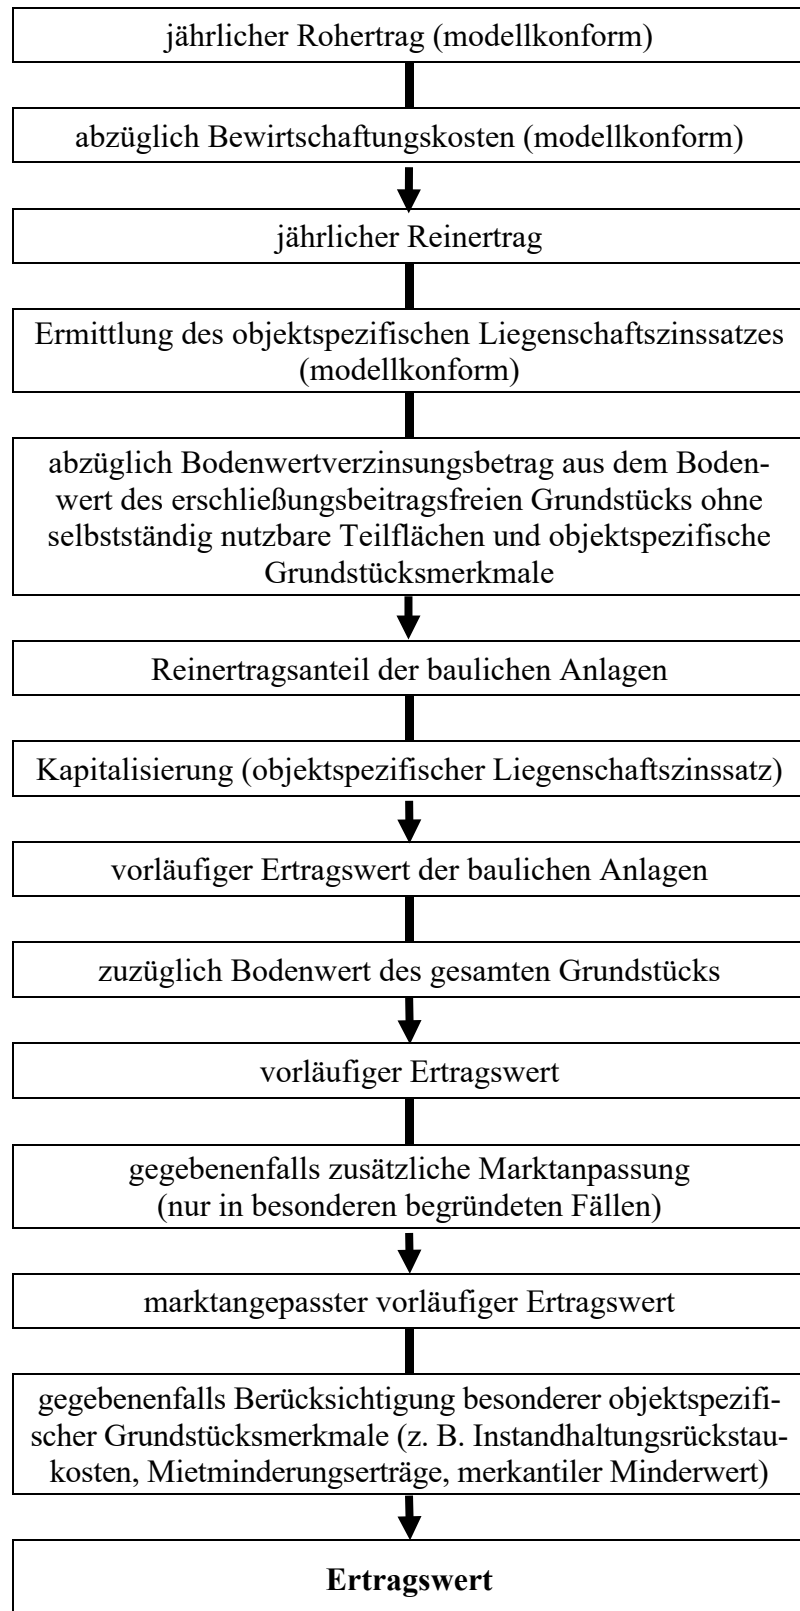 jährlicher Rohertrag (modellkonform)
abzüglich Bewirtschaftungskosten (modellkonform)
jährlicher Reinertrag
Ermittlung des objektspezifischen Liegenschaftszinssatzes
(modellkonform)
abzüglich Bodenwertverzinsungsbetrag aus dem Boden-
wert des erschließungsbeitragsfreien Grundstücks ohne
selbstständig nutzbare Teilflächen und objektspezifische
Grundstücksmerkmale
Reinertragsanteil der baulichen Anlagen
Kapitalisierung (objektspezifischer Liegenschaftszinssatz)
vorläufiger Ertragswert der baulichen Anlagen
zuzüglich Bodenwert des gesamten Grundstücks
vorläufiger Ertragswert
gegebenenfalls zusätzliche Marktanpassung
(nur in besonderen begründeten Fällen)
marktangepasster vorläufiger Ertragswert
gegebenenfalls Berücksichtigung besonderer objektspezifi-
scher Grundstücksmerkmale (z. B. Instandhaltungsrückstau-
kosten, Mietminderungserträge, merkantiler Minderwert)
Ertragswert